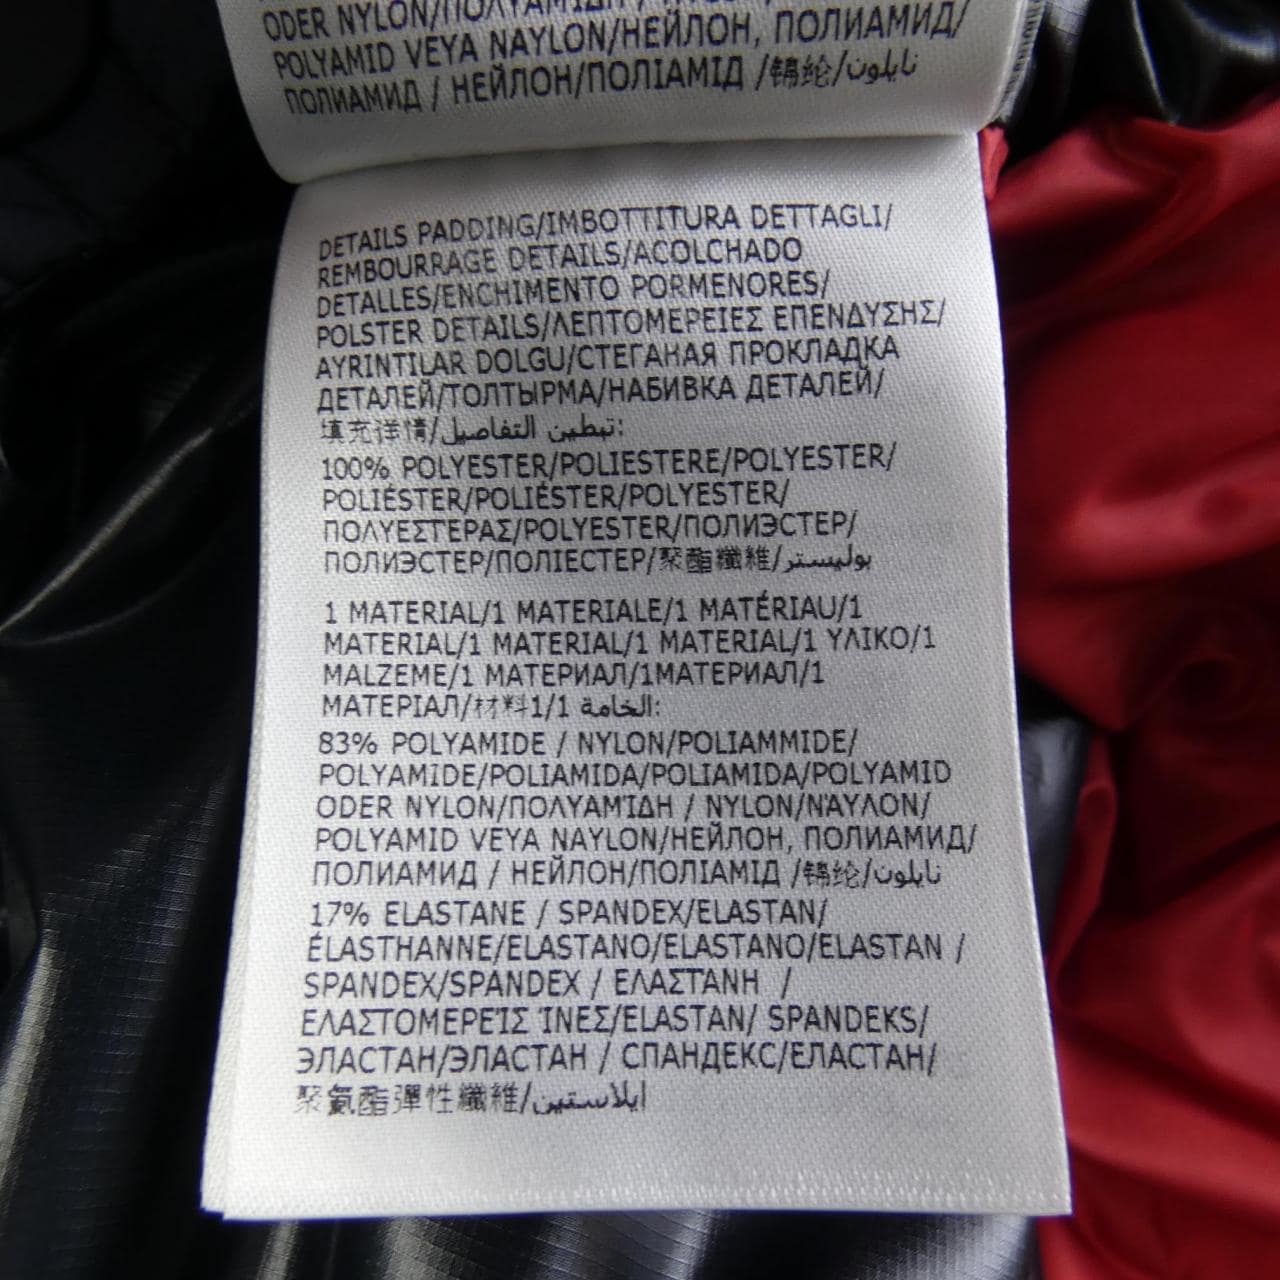 ODER NYLON/ΠΟΛΥΑΜΊΔΗ /
POLYAMID VEYA NAYLON/НЕЙЛОН, ПОЛИАМИД/
ПОЛИАМИД / НЕЙЛОН/ПОЛІАМІД /锦纶/نايلون
DETAILS PADDING/IMBOTTITURA DETTAGLI/
REMBOURRAGE DETAILS/ACOLCHADO
DETALLES/ENCHIMENTO PORMENORES/
POLSTER DETAILS/ΛΕΠΤΟΜΕΡΕΙΕΣ ΕΠΕΝΔΥΣΗΣ/
AYRINTILAR DOLGU/СТЕГАНАЯ ПРОКЛАДКА
ДЕТАЛЕЙ/ТОЛТЫРМА/НАБИВКА ДЕТАЛЕЙ/
填充详情/تبطين التفاصيل:
100% POLYESTER/POLIESTERE/POLYESTER/
POLIÉSTER/POLIÉSTER/POLYESTER/
ΠΟΛΥΕΣΤΕΡΑΣ/POLYESTER/ПОЛИЭСТЕР/
ПОЛИЭСТЕР/ПОЛІЕСТЕР/聚酯纖維/بوليستر
1 MATERIAL/1 MATERIALE/1 MATÉRIAU/1
MATERIAL/1 MATERIAL/1 MATERIAL/1 ΥΛΙΚΟ/1
MALZEME/1 МАТЕРИАЛ/1МАТЕРИАЛ/1
МАТЕРІАЛ/材料1/1 الخامة:
83% POLYAMIDE / NYLON/POLIAMMIDE/
POLYAMIDE/POLIAMIDA/POLIAMIDA/POLYAMID
ODER NYLON/ΠΟΛΥΑΜΊΔΗ / NYLON/ΝΑΥΛΟΝ/
POLYAMID VEYA NAYLON/НЕЙЛОН, ПОЛИАМИД/
ПОЛИАМИД / НЕЙЛОН/ПОЛІАМІД /锦纶/نايلون
17% ELASTANE / SPANDEX/ELASTAN/
ÉLASTHANNE/ELASTANO/ELASTANO/ELASTAN /
SPANDEX/SPANDEX / ΕΛΑΣΤΆΝΗ /
ΕΛΑΣΤΟΜΕΡΕΊΣ ΊΝΕΣ/ELASTAN/ SPANDEKS/
ЭЛАСТАН/ЭЛАСТАН / СПАНДЕКС/ЕЛАСТАН/
聚氨酯彈性纖維/ايلاستين